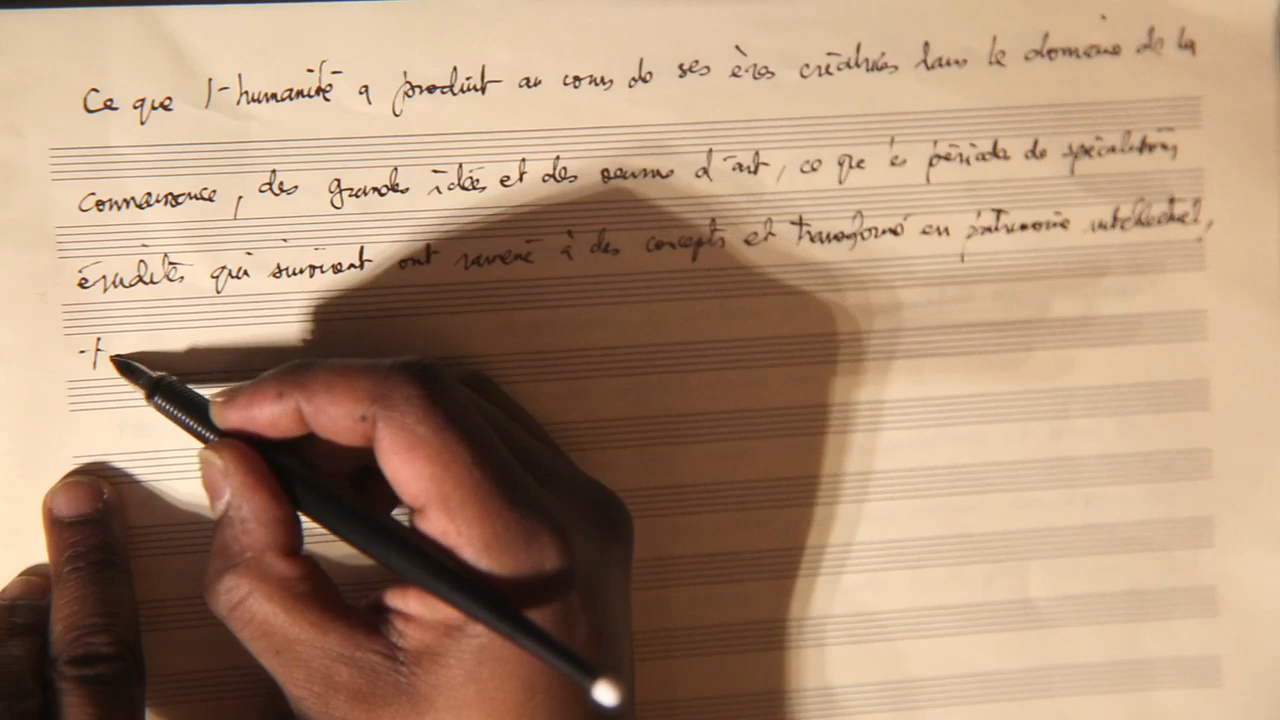 Ce que l'humanité a produit au cours de ses ères créatrices dans le domaine de la
connaissance, des grandes idées et des œuvres d'art, ce que les périodes de spéculations
érudites qui suivirent ont ramené à des concepts et transformé en patrimoine intellectuel,